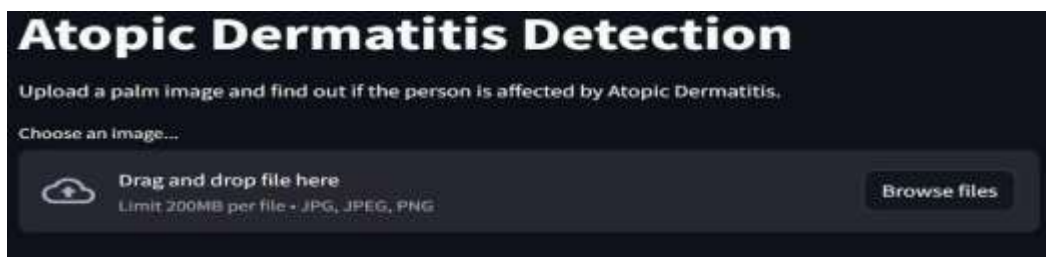 Atopic Dermatitis Detection
Upload a palm image and find out if the person is affected by Atopic Dermatitis.
Choose an image...
Drag and drop file here
Limit 200MB per file • JPG, JPEG, PNG
Browse files